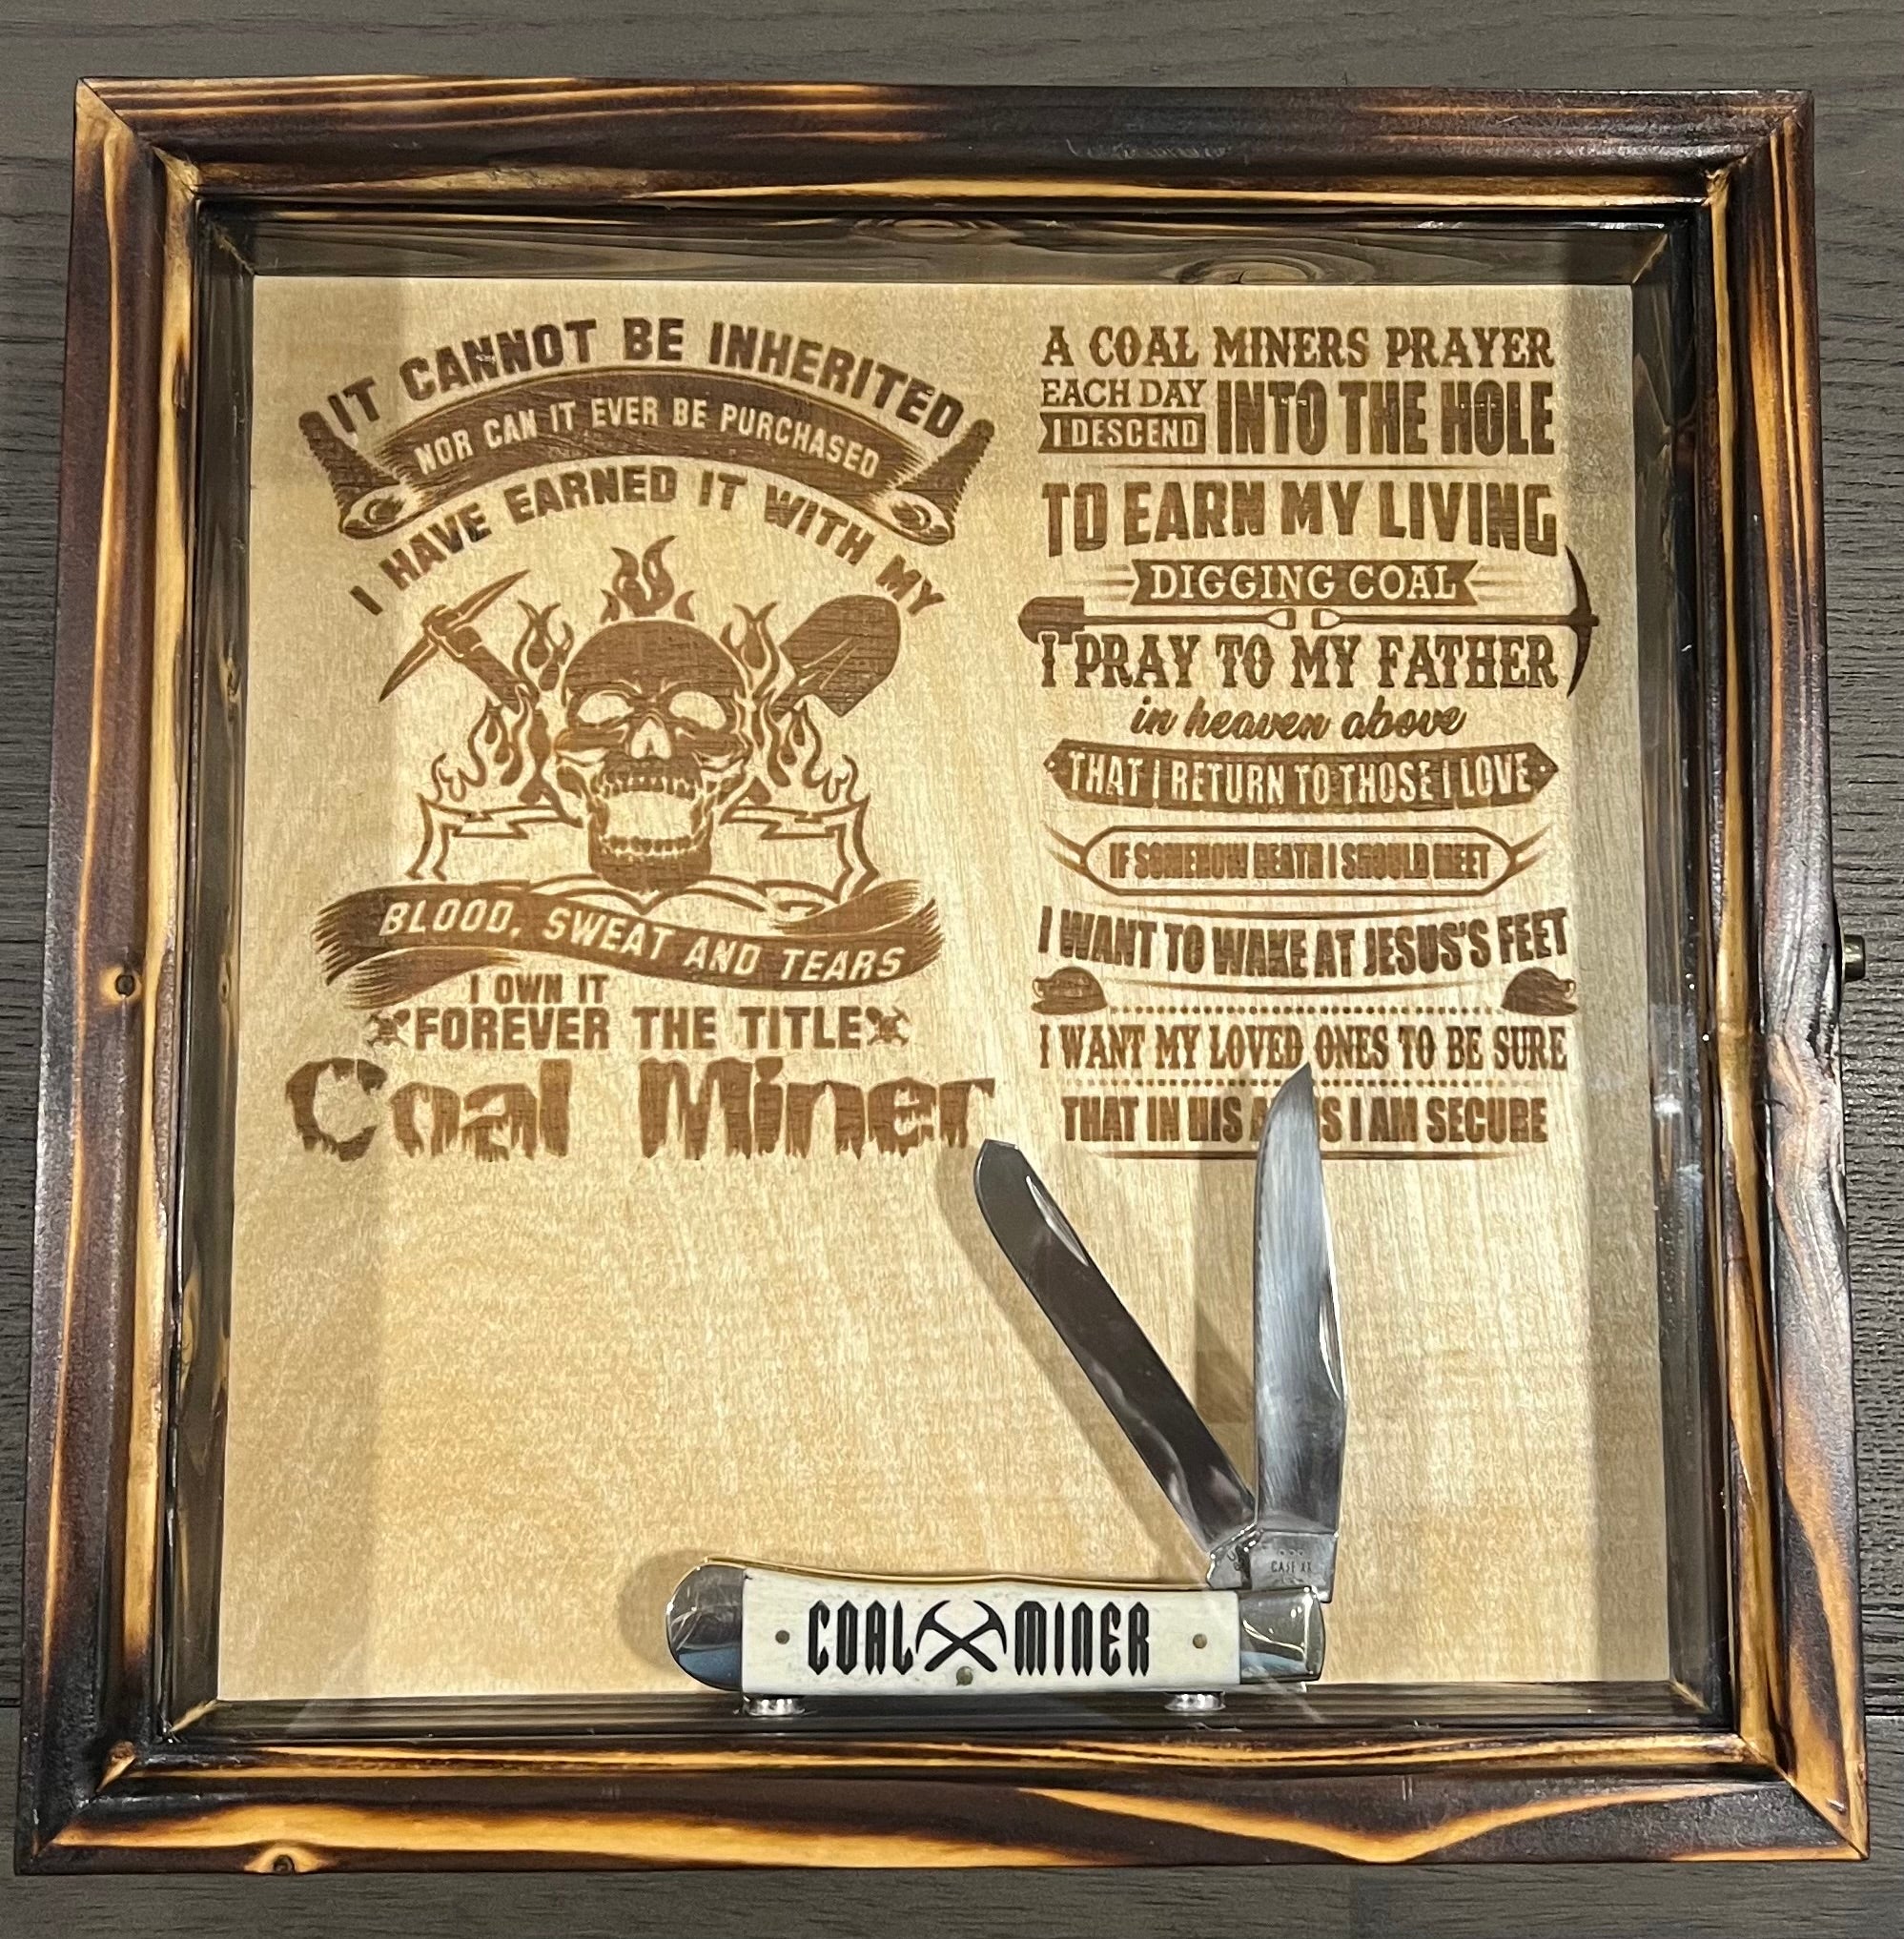 IT CANNOT BE INHERITED
NOR CAN IT EVER BE PURCHASED
I HAVE EARNED IT WITH MY
BLOOD, SWEAT AND TEARS
I OWN IT
FOREVER THE TITLE
Coal Miner
A COAL MINERS PRAYER
EACH DAY
I DESCEND INTO THE HOLE
TO EARN MY LIVING
DIGGING COAL
I PRAY TO MY FATHER
in heaven above
THAT I RETURN TO THOSE I LOVE
IF SOMEHOW DEATH I SHOULD MEET
I WANT TO WAKE AT JESUS'S FEET
I WANT MY LOVED ONES TO BE SURE
THAT IN HIS A S I AM SECURE
CASE XX
COAL MINER